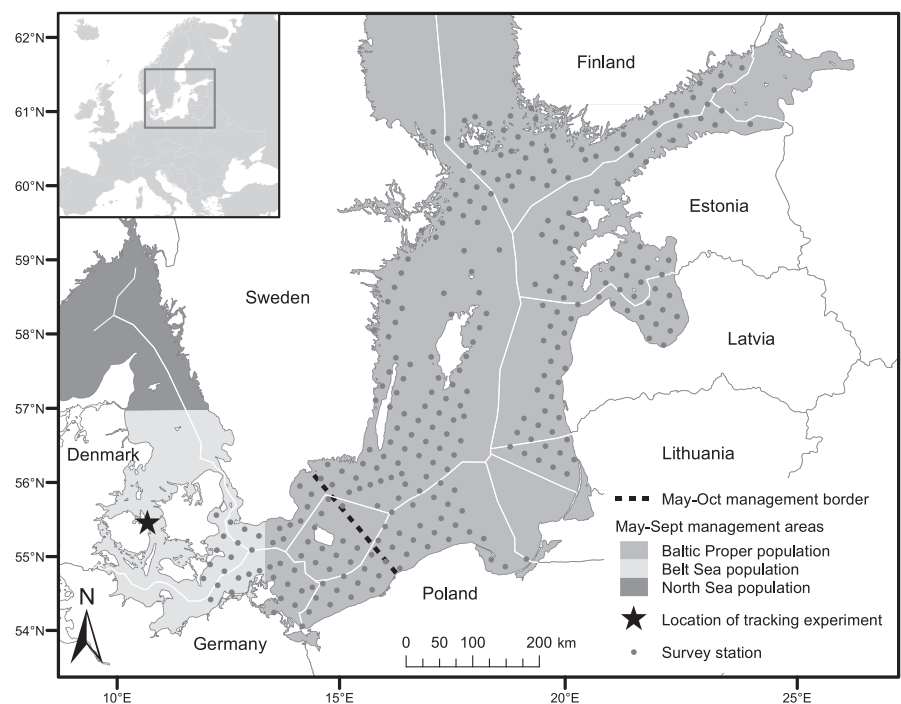 62°N
61°N
60°N
59°N
58°N
57°N
56°N
55°N
54°N
Finland
Estonia
Sweden
Latvia
Denmark
Lithuania
Poland
Germany
N
0 50 100 200 km
May-Oct management border
May-Sept management areas
Baltic Proper population
Belt Sea population
North Sea population
Location of tracking experiment
Survey station
10°E 15°E 20°E 25°E